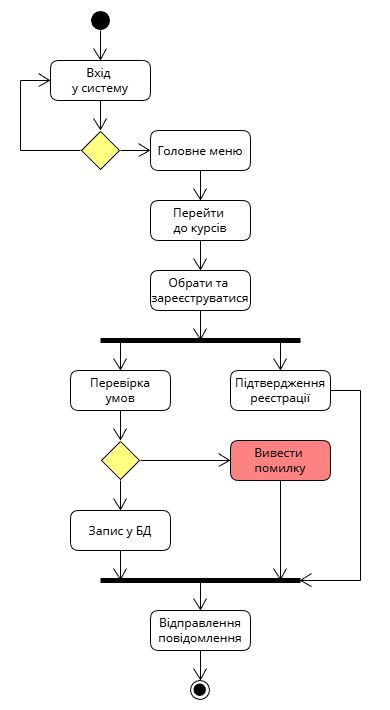 Вхід
у систему
Головне меню
Перейти
до курсів
Обрати та
зареєструватися
Перевірка
умов
Підтвердження
реєстрації
Вивести
помилку
Запис у БД
Відправлення
повідомлення